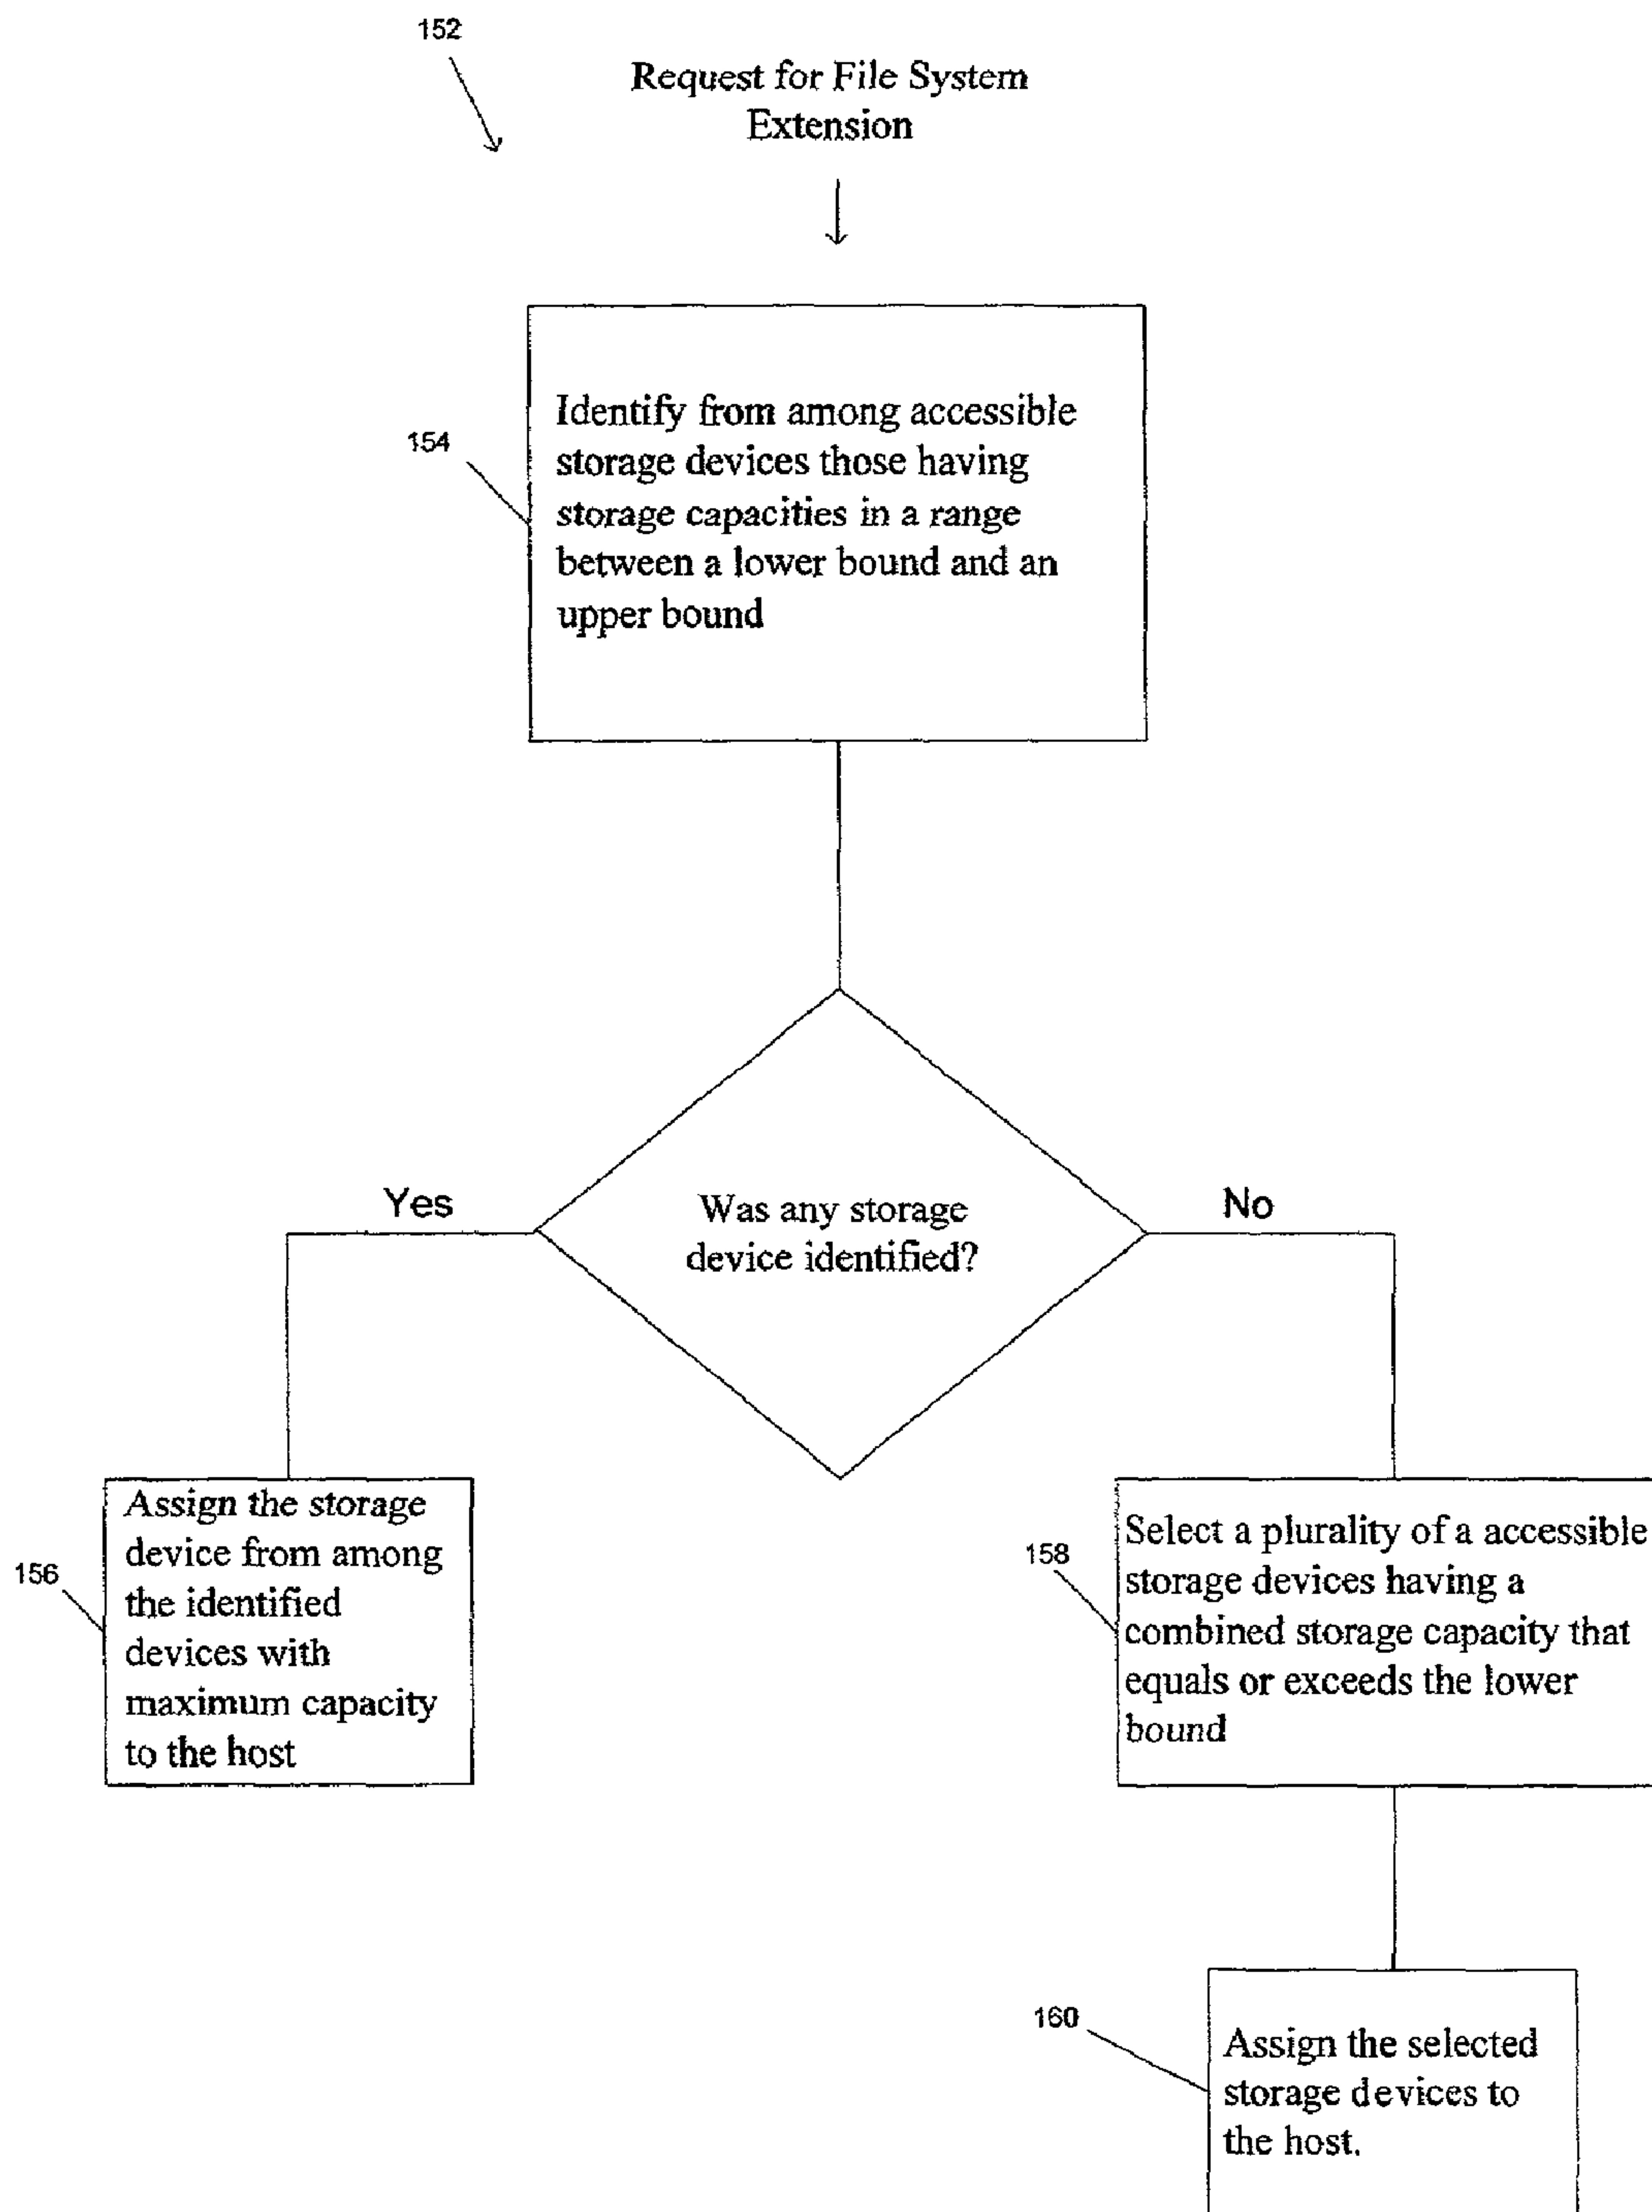 152
Request for File System
Extension
154
Identify from among accessible
storage devices those having
storage capacities in a range
between a lower bound and an
upper bound
Was any storage
device identified?
Yes
No
156
Assign the storage
device from among
the identified
devices with
maximum capacity
to the host
158
Select a plurality of a accessible
storage devices having a
combined storage capacity that
equals or exceeds the lower
bound
160
Assign the selected
storage devices to
the host.